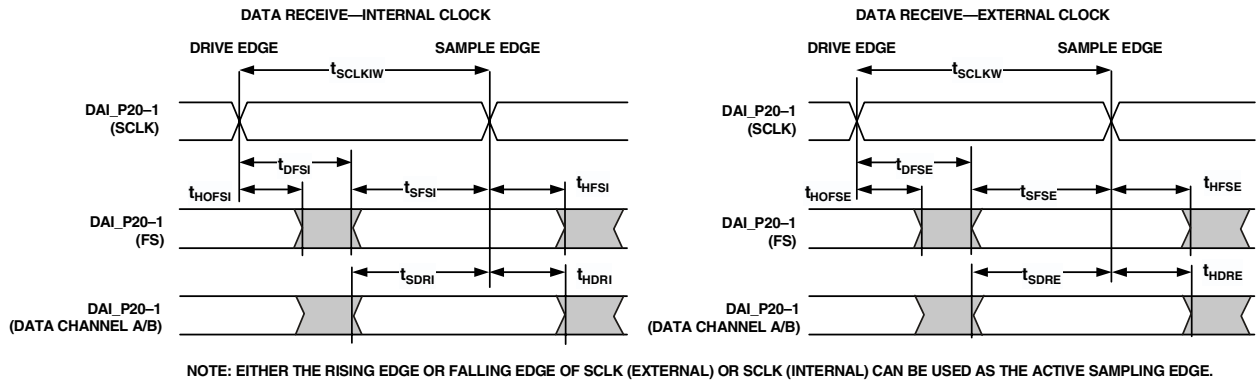 DATA RECEIVE—INTERNAL CLOCK
DRIVE EDGE
SAMPLE EDGE
tSCLKIW
DAI_P20–1
(SCLK)
tDFSI
tHOFSI
tSFSI
tHFSI
DAI_P20–1
(FS)
tSDRI
tHDRI
DAI_P20–1
(DATA CHANNEL A/B)
DATA RECEIVE—EXTERNAL CLOCK
DRIVE EDGE
SAMPLE EDGE
tSCLKW
DAI_P20–1
(SCLK)
tDFSE
tHOFSE
tSFSE
tHFSE
DAI_P20–1
(FS)
tSDRE
tHDRE
DAI_P20–1
(DATA CHANNEL A/B)
NOTE: EITHER THE RISING EDGE OR FALLING EDGE OF SCLK (EXTERNAL) OR SCLK (INTERNAL) CAN BE USED AS THE ACTIVE SAMPLING EDGE.